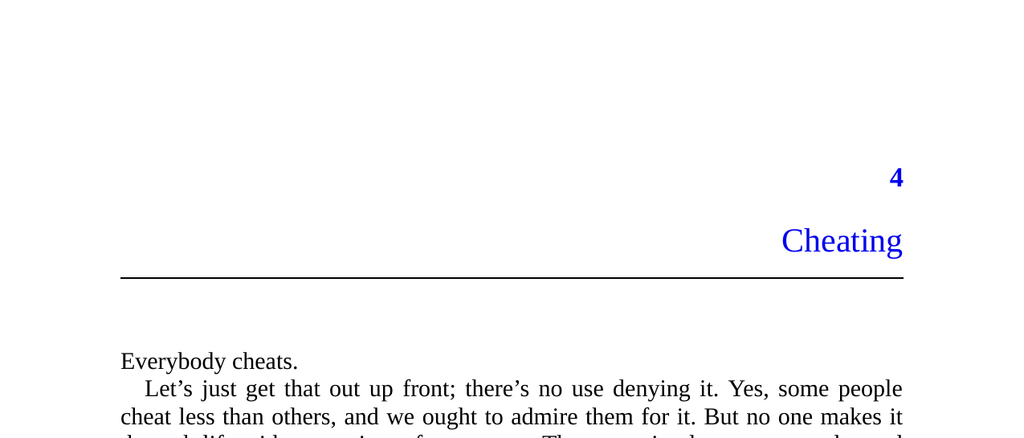 4
Cheating
Everybody cheats.
Let’s just get that out up front; there’s no use denying it. Yes, some people
cheat less than others, and we ought to admire them for it. But no one makes it